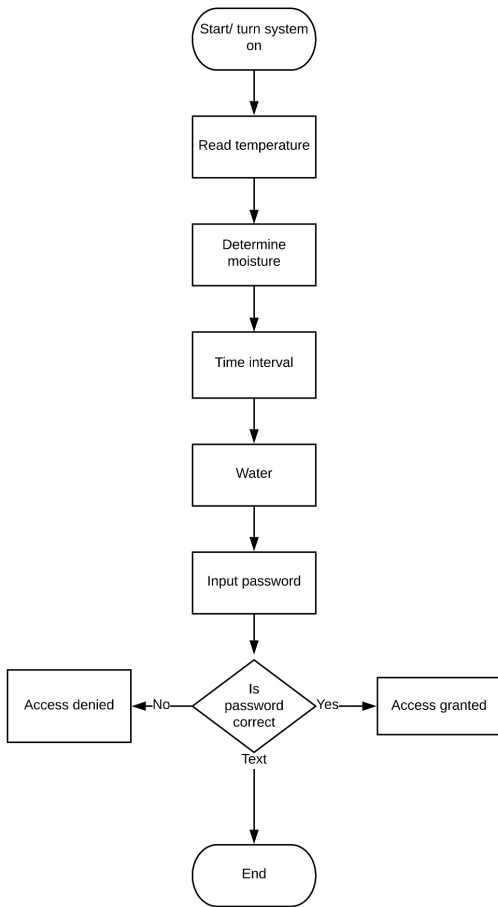 Start/ turn system
on
Read temperature
Determine
moisture
Time interval
Water
Input password
Is
password
correct
Access denied
No
Yes
Access granted
Text
End